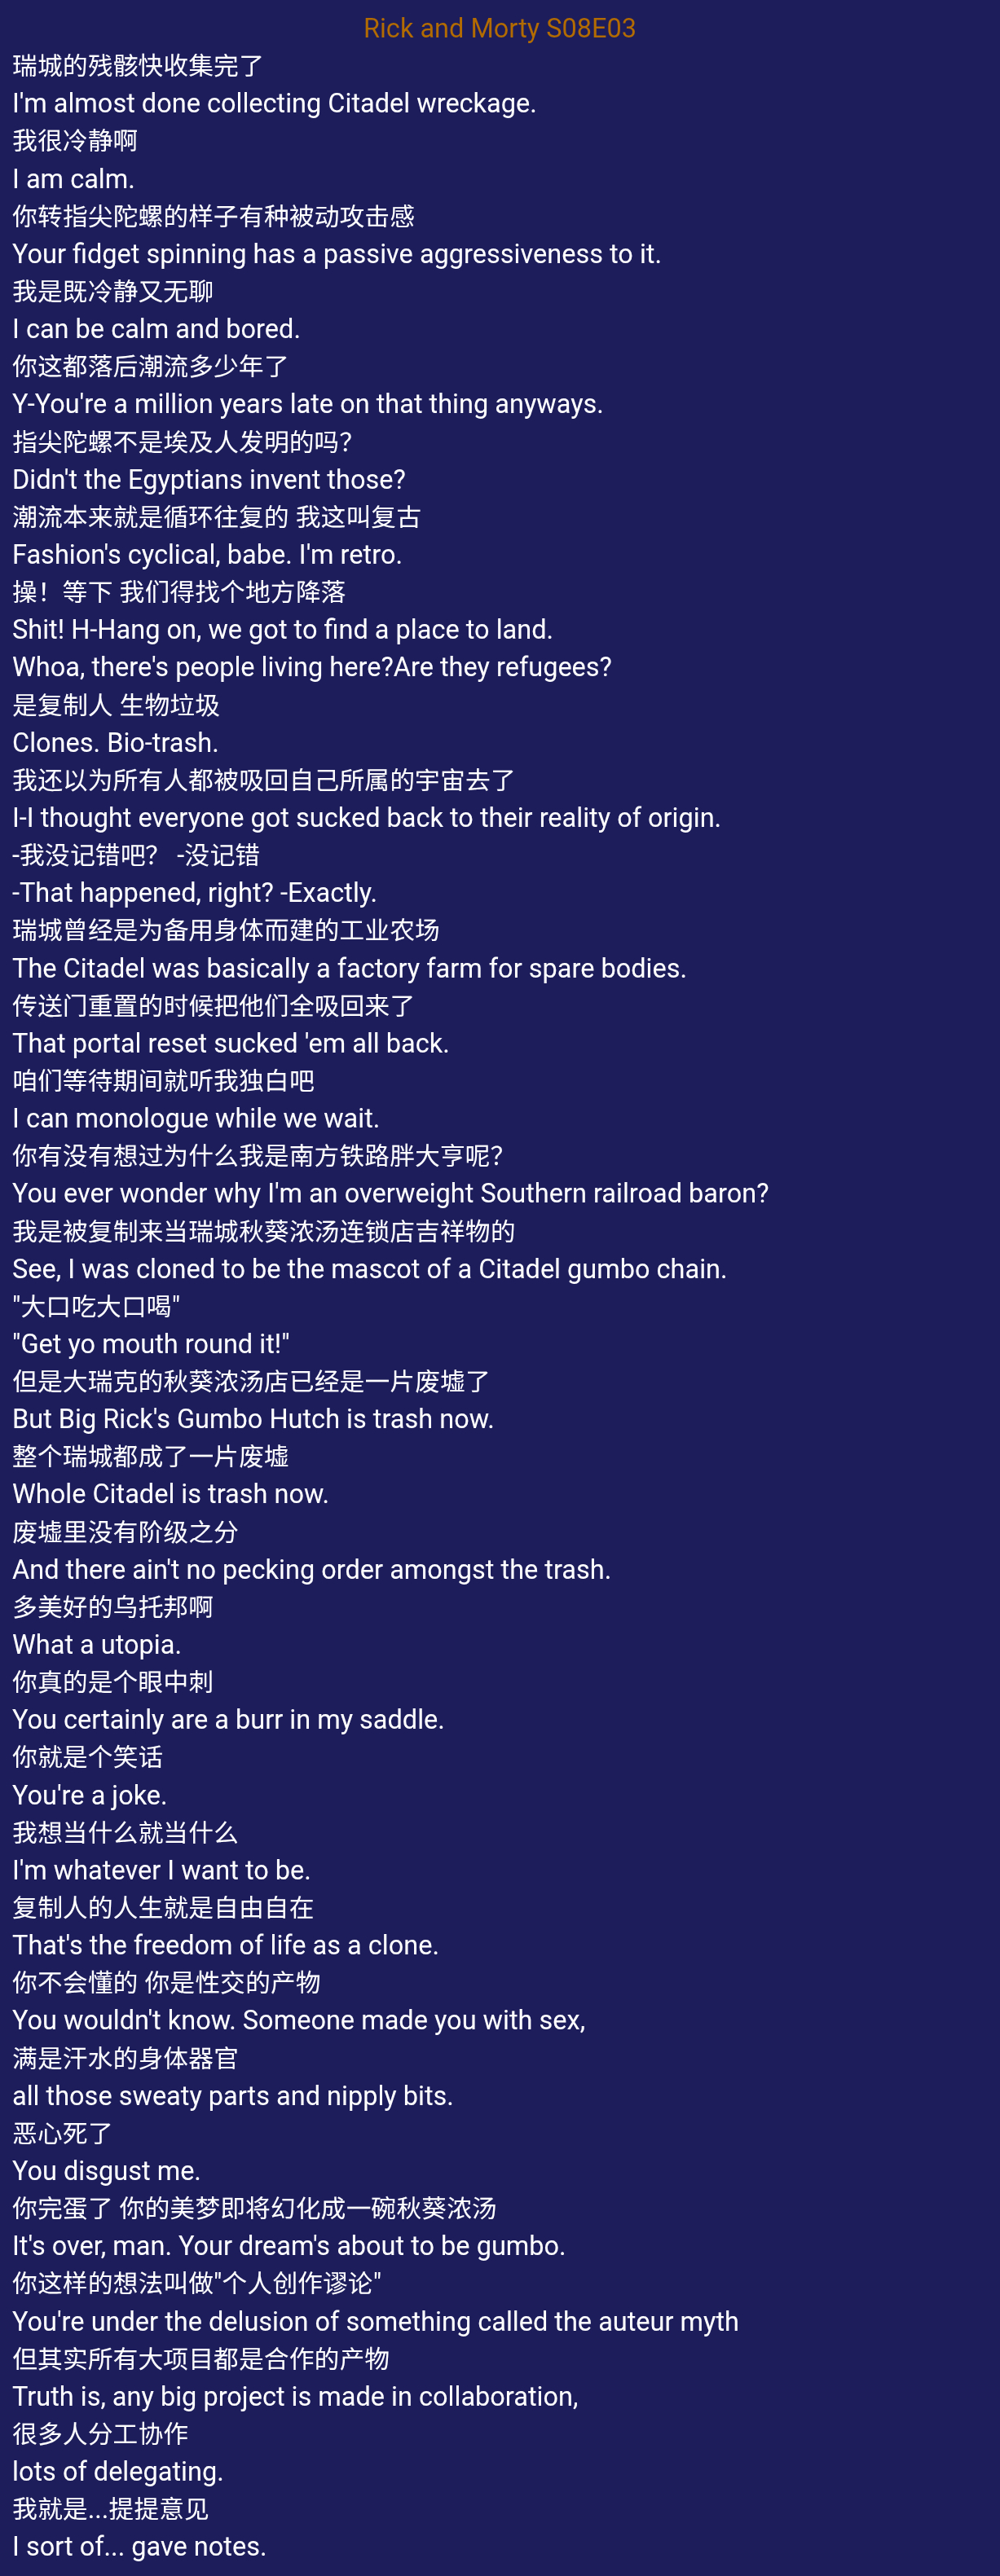 Rick and Morty S08E03
瑞城的残骸快收集完了
I'm almost done collecting Citadel wreckage.
我很冷静啊
I am calm.
你转指尖陀螺的样子有种被动攻击感
Your fidget spinning has a passive aggressiveness to it.
我是既冷静又无聊
I can be calm and bored.
你这都落后潮流多少年了
Y-You're a million years late on that thing anyways.
指尖陀螺不是埃及人发明的吗?
Didn't the Egyptians invent those?
潮流本来就是循环往复的 我这叫复古
Fashion's cyclical, babe. I'm retro.
操！等下 我们得找个地方降落
Shit! H-Hang on, we got to find a place to land.
Whoa, there's people living here?Are they refugees?
是复制人 生物垃圾
Clones. Bio-trash.
我还以为所有人都被吸回自己所属的宇宙去了
I-I thought everyone got sucked back to their reality of origin.
-我没记错吧? -没记错
-That happened, right? -Exactly.
瑞城曾经是为备用身体而建的工业农场
The Citadel was basically a factory farm for spare bodies.
传送门重置的时候把他们全吸回来了
That portal reset sucked 'em all back.
咱们等待期间就听我独白吧
I can monologue while we wait.
你有没有想过为什么我是南方铁路胖大亨呢?
You ever wonder why I'm an overweight Southern railroad baron?
我是被复制来当瑞城秋葵浓汤连锁店吉祥物的
See, I was cloned to be the mascot of a Citadel gumbo chain.
"大口吃大口喝"
"Get yo mouth round it!"
但是大瑞克的秋葵浓汤店已经是一片废墟了
But Big Rick's Gumbo Hutch is trash now.
整个瑞城都成了一片废墟
Whole Citadel is trash now.
废墟里没有阶级之分
And there ain't no pecking order amongst the trash.
多美好的乌托邦啊
What a utopia.
你真的是个眼中刺
You certainly are a burr in my saddle.
你就是个笑话
You're a joke.
我想当什么就当什么
I'm whatever I want to be.
复制人的人生就是自由自在
That's the freedom of life as a clone.
你不会懂的 你是性交的产物
You wouldn't know. Someone made you with sex,
满是汗水的身体器官
all those sweaty parts and nipply bits.
恶心死了
You disgust me.
你完蛋了 你的美梦即将幻化成一碗秋葵浓汤
It's over, man. Your dream's about to be gumbo.
你这样的想法叫做"个人创作谬论"
You're under the delusion of something called the auteur myth
但其实所有大项目都是合作的产物
Truth is, any big project is made in collaboration,
很多人分工协作
lots of delegating.
我就是...提提意见
I sort of... gave notes.